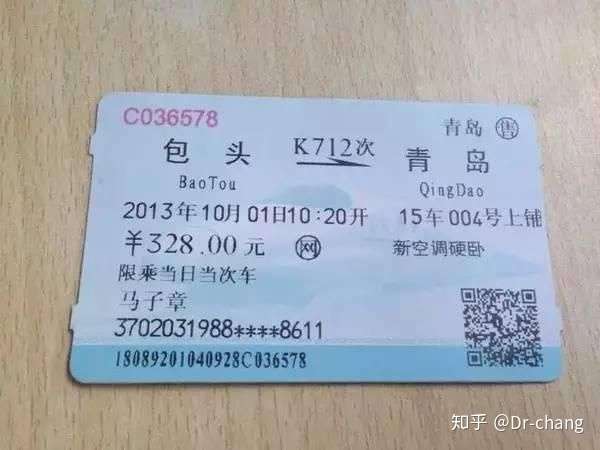 C036578
青岛 售
包头 K712次 青岛
BaoTou QingDao
2013年10月01日10:20开 15车004号上铺
¥328.00元 网 新空调硬卧
限乘当日当次车
马子章
3702031988****8611
18089201040928C036578
知乎 @Dr-chang